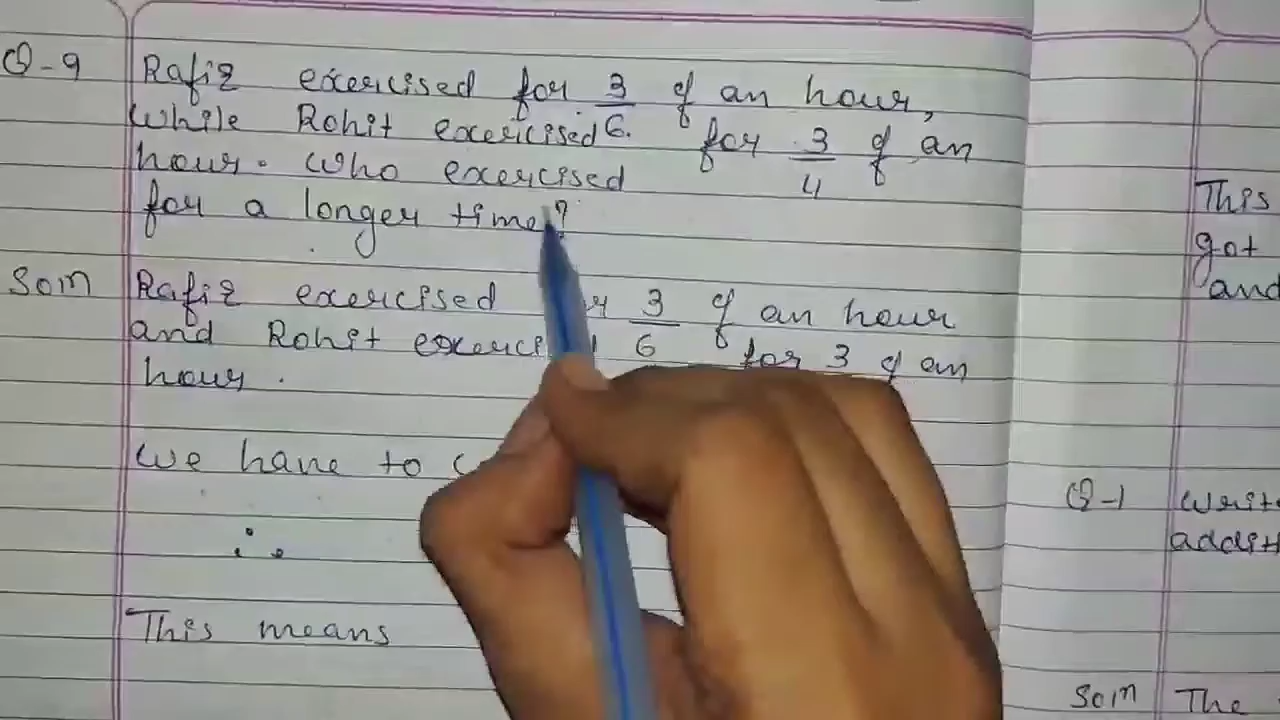 Q-9 Rafiz exercised for 3/6 of an hour,
while Rohit exercised for 3/4 of an
hour. Who exercised
for a longer time?
Soln Rafiz exercised 3/6 of an hour
and Rohit for 3 of an
hour.
We have to
∴
This means
This
got
and
Q-1
Soln The